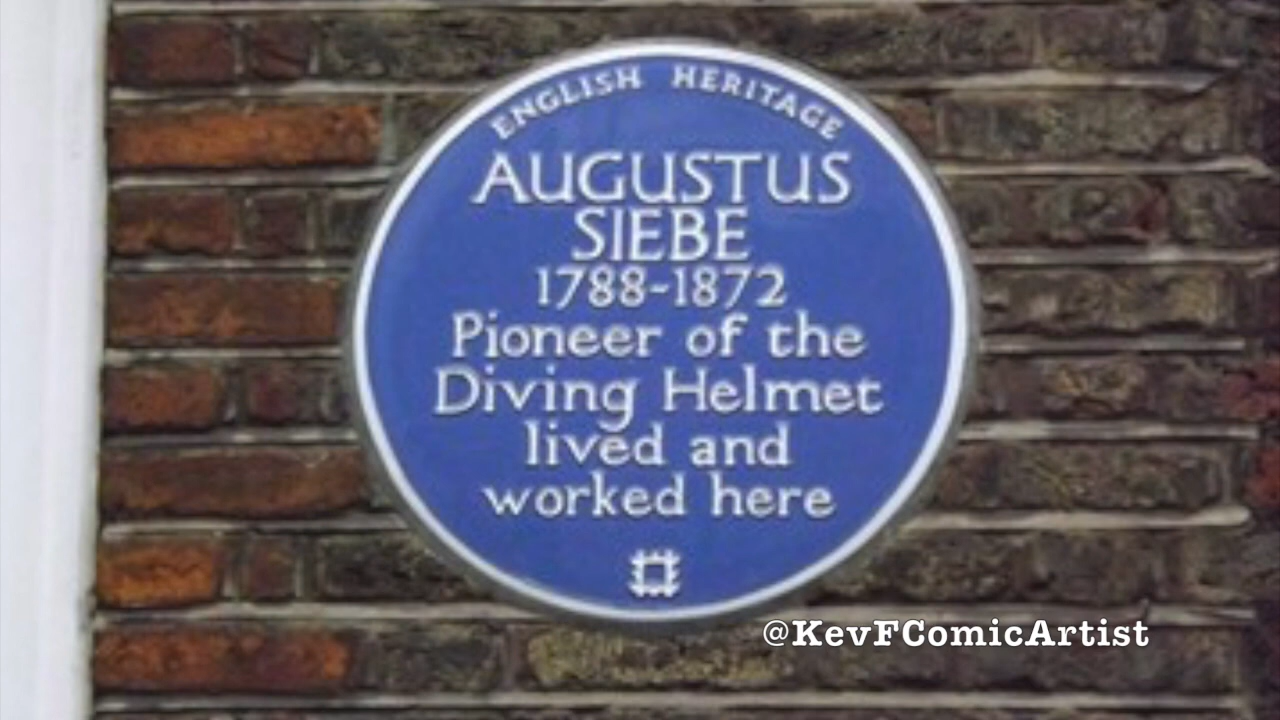 ENGLISH HERITAGE
AUGUSTUS
SIEBE
1788-1872
Pioneer of the
Diving Helmet
lived and
worked here
@KevFComicArtist